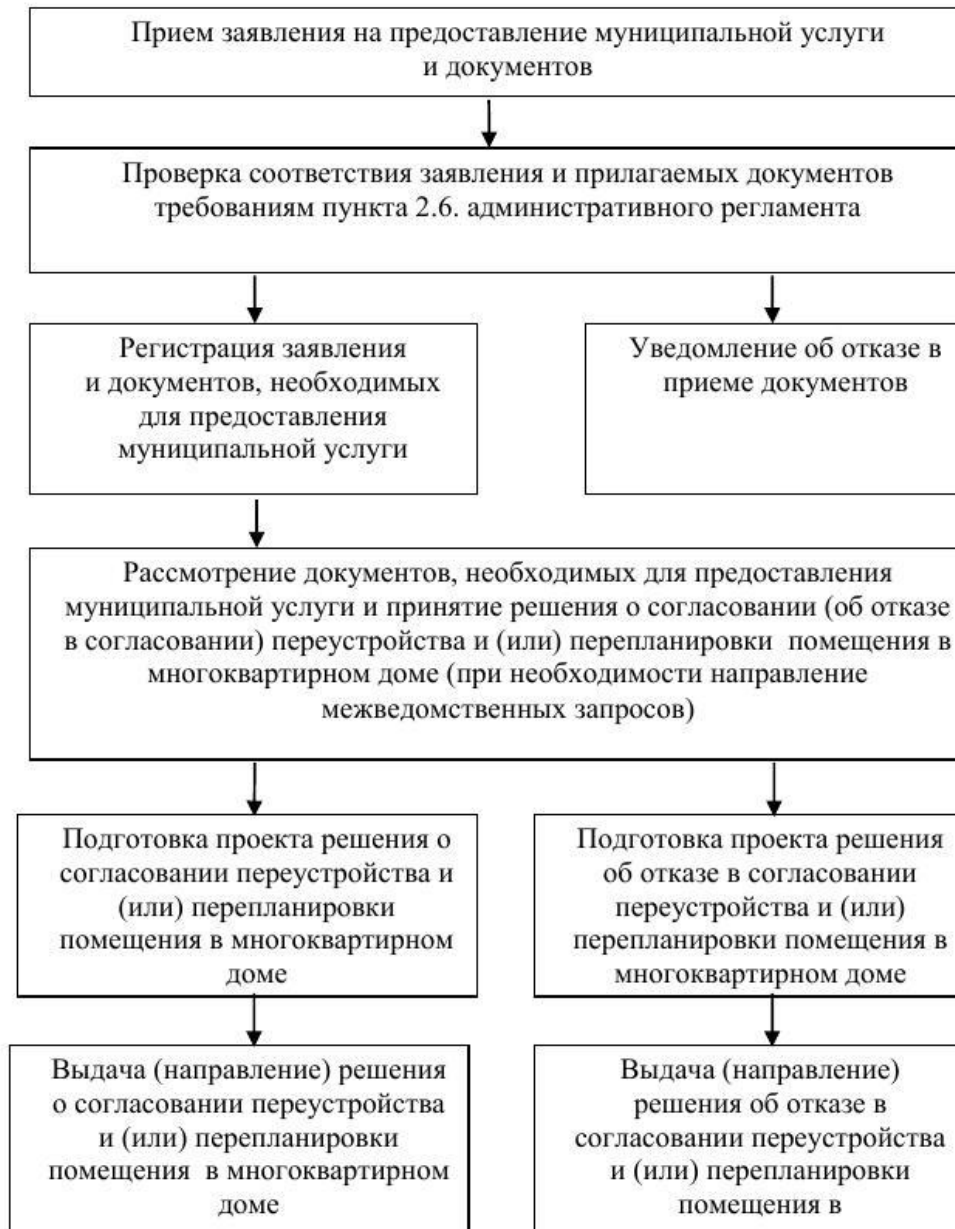 Прием заявления на предоставление муниципальной услуги
и документов
Проверка соответствия заявления и прилагаемых документов
требованиям пункта 2.6. административного регламента
Регистрация заявления
и документов, необходимых
для предоставления
муниципальной услуги
Уведомление об отказе в
приеме документов
Рассмотрение документов, необходимых для предоставления
муниципальной услуги и принятие решения о согласовании (об отказе
в согласовании) переустройства и (или) перепланировки помещения в
многоквартирном доме (при необходимости направление
межведомственных запросов)
Подготовка проекта решения о
согласовании переустройства и
(или) перепланировки
помещения в многоквартирном
доме
Подготовка проекта решения
об отказе в согласовании
переустройства и (или)
перепланировки помещения в
многоквартирном доме
Выдача (направление) решения
о согласовании переустройства
и (или) перепланировки
помещения в многоквартирном
доме
Выдача (направление)
решения об отказе в
согласовании переустройства
и (или) перепланировки
помещения в